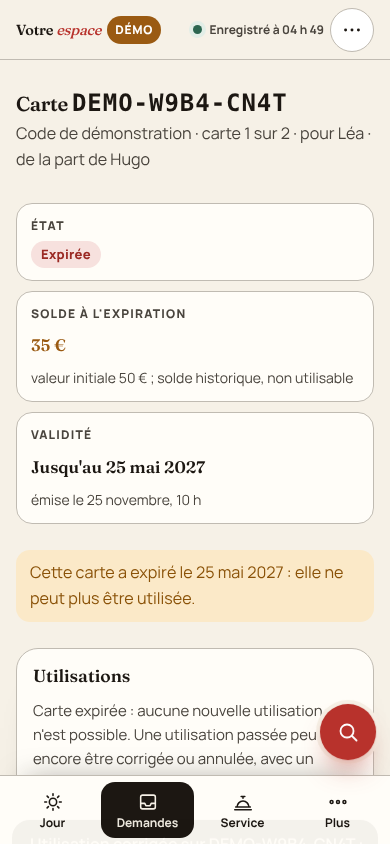 Votre espace DÉMO
Enregistré à 04 h 49
Carte DEMO-W9B4-CN4T
Code de démonstration · carte 1 sur 2 · pour Léa ·
de la part de Hugo
ÉTAT
Expirée
SOLDE À L'EXPIRATION
35 €
valeur initiale 50 € ; solde historique, non utilisable
VALIDITÉ
Jusqu'au 25 mai 2027
émise le 25 novembre, 10 h
Cette carte a expiré le 25 mai 2027 : elle ne
peut plus être utilisée.
Utilisations
Carte expirée : aucune nouvelle utilisation
n'est possible. Une utilisation passée peu
encore être corrigée ou annulée, avec un
Jour
Demandes
Service
Plus